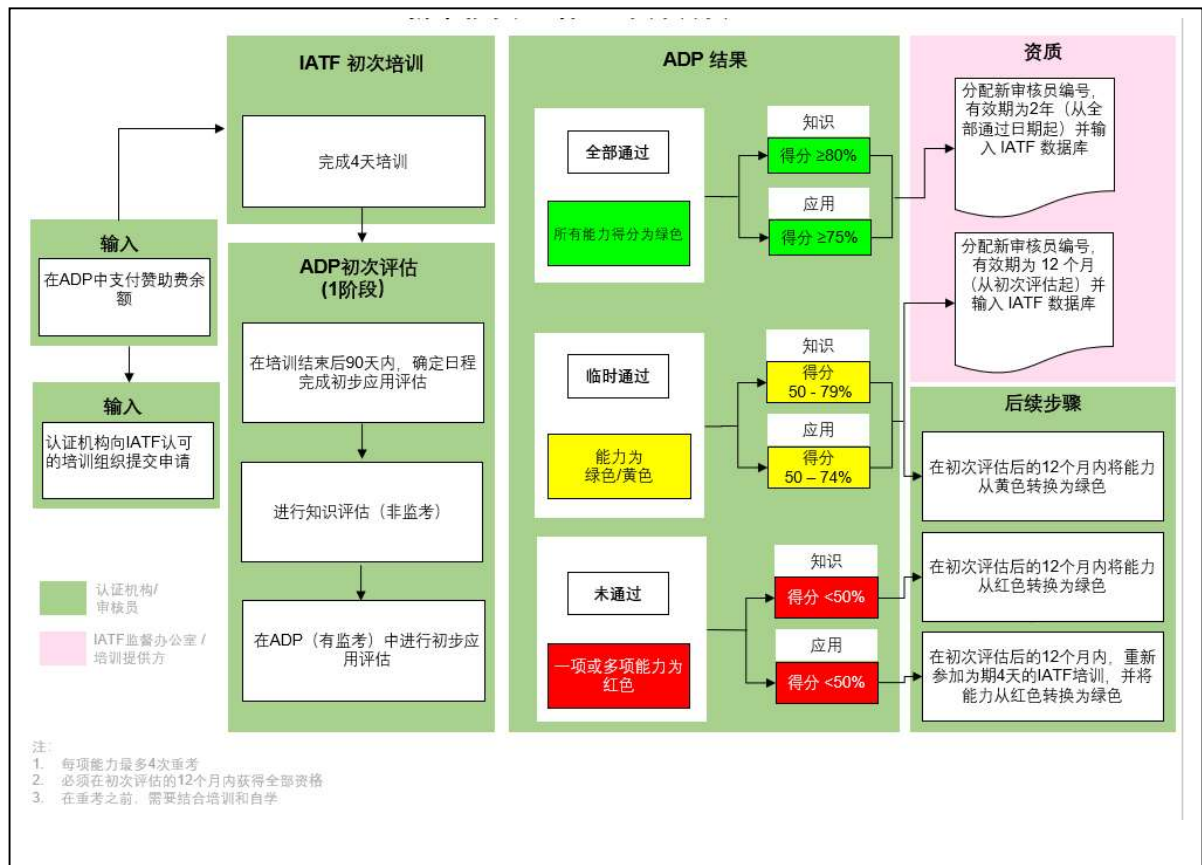 IATF 初次培训
完成4天培训
输入
在ADP中支付赞助费余
额
输入
认证机构向IATF认可
的培训组织提交申请
ADP初次评估
(1阶段)
在培训结束后90天内，确定日程
完成初步应用评估
进行知识评估（非监考）
在ADP（有监考）中进行初步应
用评估
ADP 结果
全部通过
所有能力得分为绿色
知识
得分 ≥80%
应用
得分 ≥75%
临时通过
能力为
绿色/黄色
知识
得分
50 - 79%
应用
得分
50 – 74%
未通过
一项或多项能力为
红色
知识
得分 <50%
应用
得分 <50%
资质
分配新审核员编号，
有效期为2年（从全
部通过日期起）并输
入 IATF 数据库
分配新审核员编号，
有效期为 12 个月
（从初次评估起）并
输入 IATF 数据库
后续步骤
在初次评估后的12个月内将能力
从黄色转换为绿色
在初次评估后的12个月内将能力
从红色转换为绿色
在初次评估后的12个月内，重新
参加为期4天的IATF培训，并将
能力从红色转换为绿色
认证机构/
审核员
IATF监督办公室 /
培训提供方
注：
1. 每项能力最多4次重考
2. 必须在初次评估的12个月内获得全部资格
3. 在重考之前，需要结合培训和自学